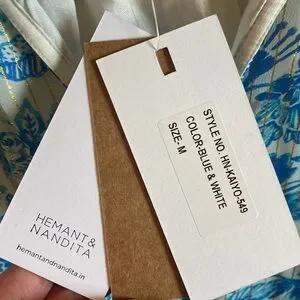 HEMANT &
NANDITA
hemantandnandita.in
STYLE NO. HN-KAIYO-549
COLOR-BLUE & WHITE
SIZE- M